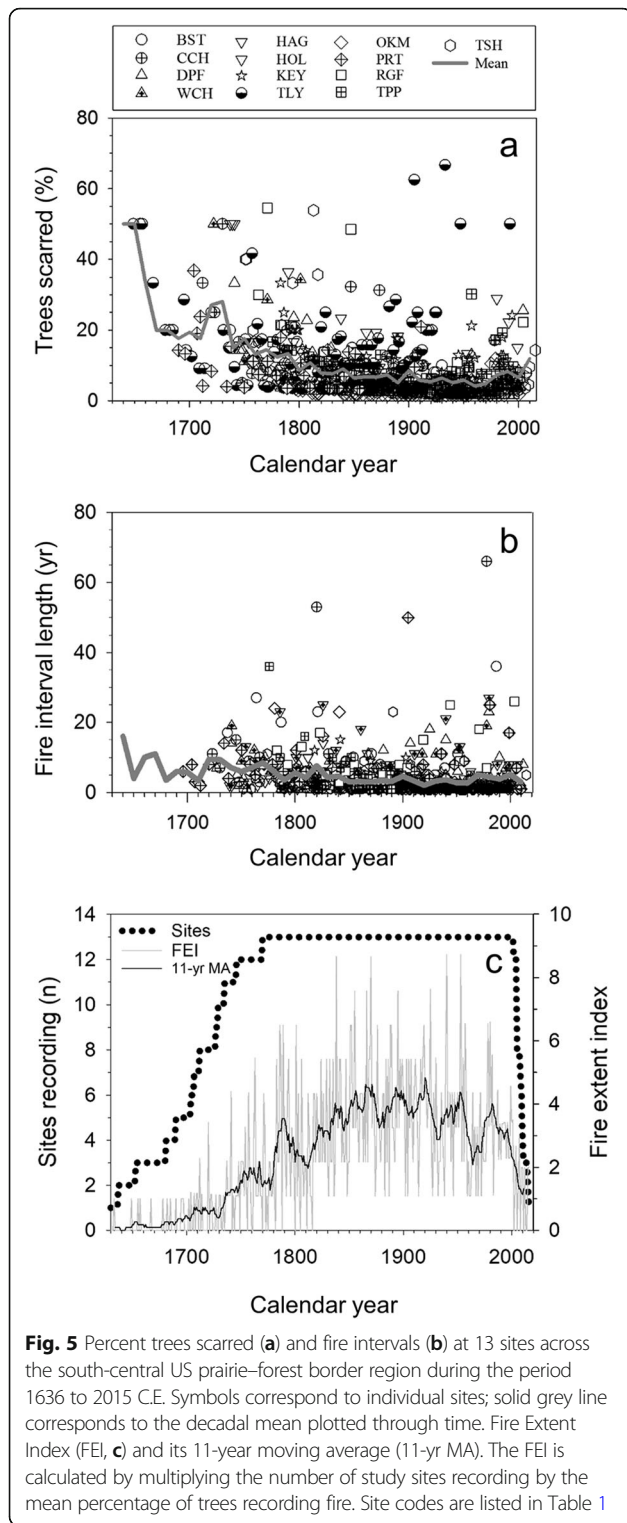 BST HAG OKM TSH
CCH HOL PRT Mean
DPF KEY RGF
WCH TLY TPP
a
80
60
40
20
0
Trees scarred (%)
1700 1800 1900 2000
Calendar year
b
80
60
40
20
0
Fire interval length (yr)
1700 1800 1900 2000
Calendar year
Sites
FEI
11-yr MA
c
14
12
10
8
6
4
2
0
Sites recording (n)
10
8
6
4
2
0
Fire extent index
1700 1800 1900 2000
Calendar year
Fig. 5 Percent trees scarred (a) and fire intervals (b) at 13 sites across
the south-central US prairie–forest border region during the period
1636 to 2015 C.E. Symbols correspond to individual sites; solid grey line
corresponds to the decadal mean plotted through time. Fire Extent
Index (FEI, c) and its 11-year moving average (11-yr MA). The FEI is
calculated by multiplying the number of study sites recording by the
mean percentage of trees recording fire. Site codes are listed in Table 1